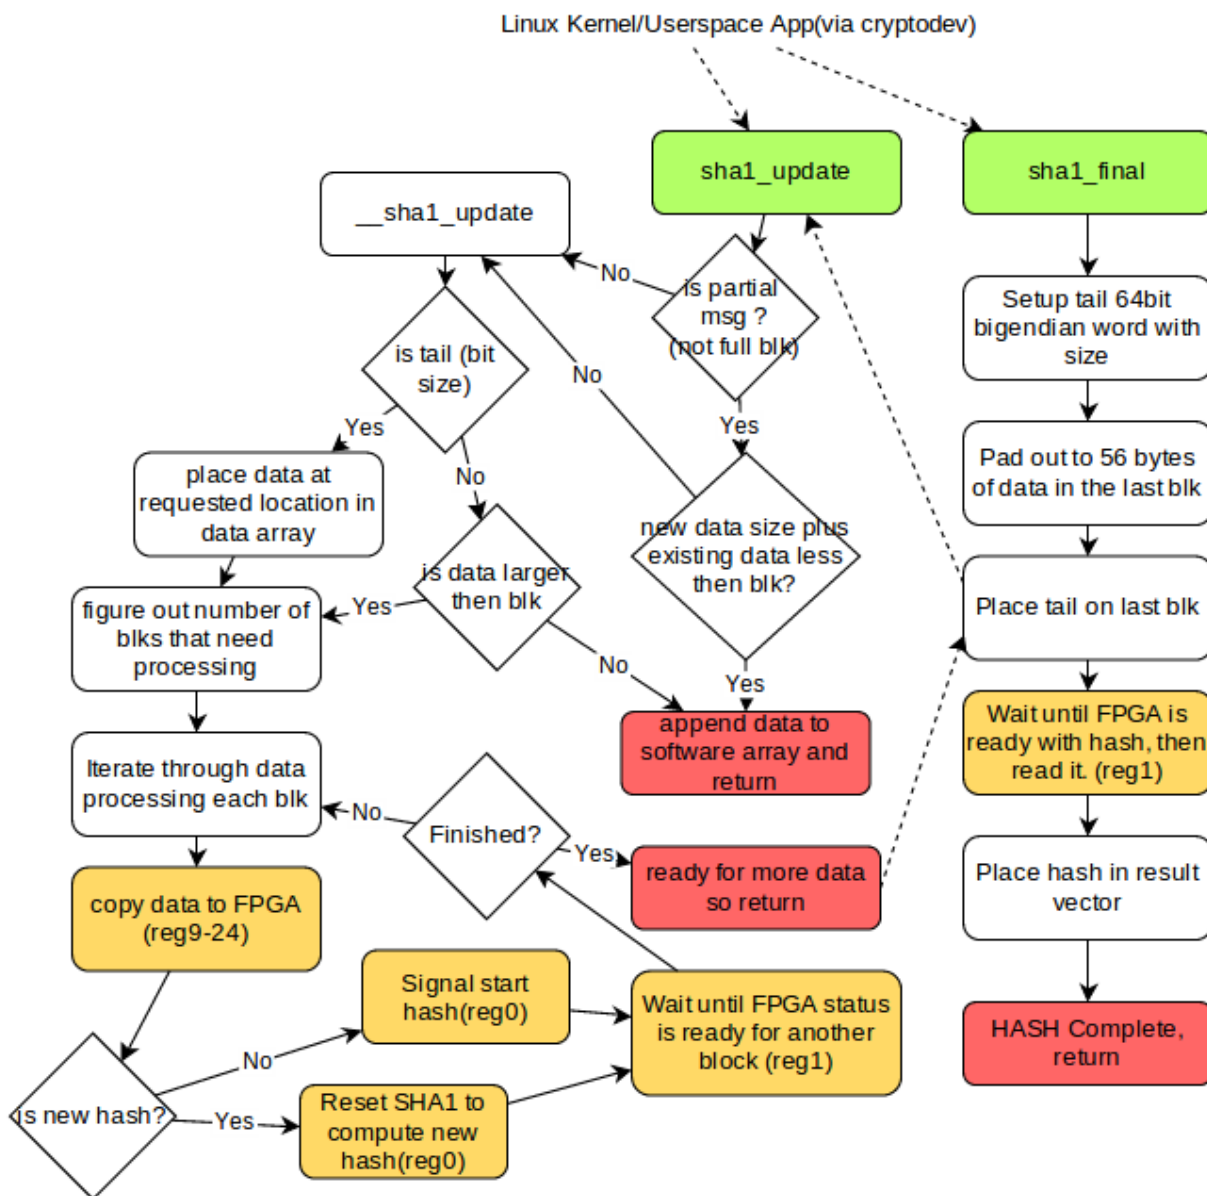 Linux Kernel/Userspace App(via cryptodev)
sha1_update
sha1_final
__sha1_update
is partial
msg ?
(not full blk)
No
Setup tail 64bit
bigendian word with
size
is tail (bit
size)
No
Yes
Yes
No
place data at
requested location in
data array
Pad out to 56 bytes
of data in the last blk
new data size plus
existing data less
then blk?
is data larger
then blk
Yes
figure out number of
blks that need
processing
Place tail on last blk
No
Yes
append data to
software array and
return
Wait until FPGA is
ready with hash, then
read it. (reg1)
Iterate through data
processing each blk
No
Finished?
Yes
ready for more data
so return
Place hash in result
vector
copy data to FPGA
(reg9-24)
Signal start
hash(reg0)
Wait until FPGA status
is ready for another
block (reg1)
HASH Complete,
return
No
is new hash?
Yes
Reset SHA1 to
compute new
hash(reg0)